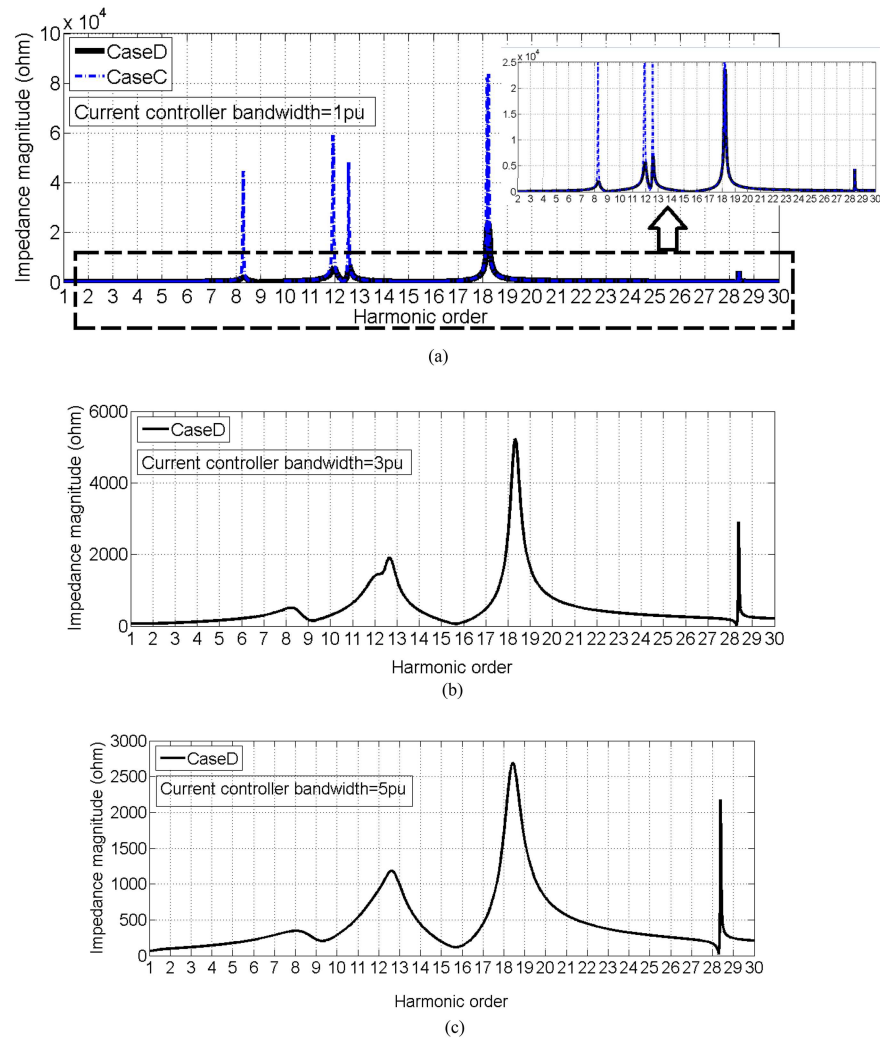 10 x 10⁴
CaseD
CaseC
Current controller bandwidth=1pu
Impedance magnitude (ohm)
8
6
4
2
0
1 2 3 4 5 6 7 8 9 10 11 12 13 14 15 16 17 18 19 20 21 22 23 24 25 26 27 28 29 30
Harmonic order
x 10⁴
Impedance magnitude (ohm)
2.5
2
1.5
1
0.5
0
2 3 4 5 6 7 8 9 10 11 12 13 14 15 16 17 18 19 20 21 22 23 24 25 26 27 28 29 30
(a)
6000
CaseD
Current controller bandwidth=3pu
Impedance magnitude (ohm)
4000
2000
0
1 2 3 4 5 6 7 8 9 10 11 12 13 14 15 16 17 18 19 20 21 22 23 24 25 26 27 28 29 30
Harmonic order
(b)
3000
CaseD
Current controller bandwidth=5pu
Impedance magnitude (ohm)
2500
2000
1500
1000
500
0
1 2 3 4 5 6 7 8 9 10 11 12 13 14 15 16 17 18 19 20 21 22 23 24 25 26 27 28 29 30
Harmonic order
(c)